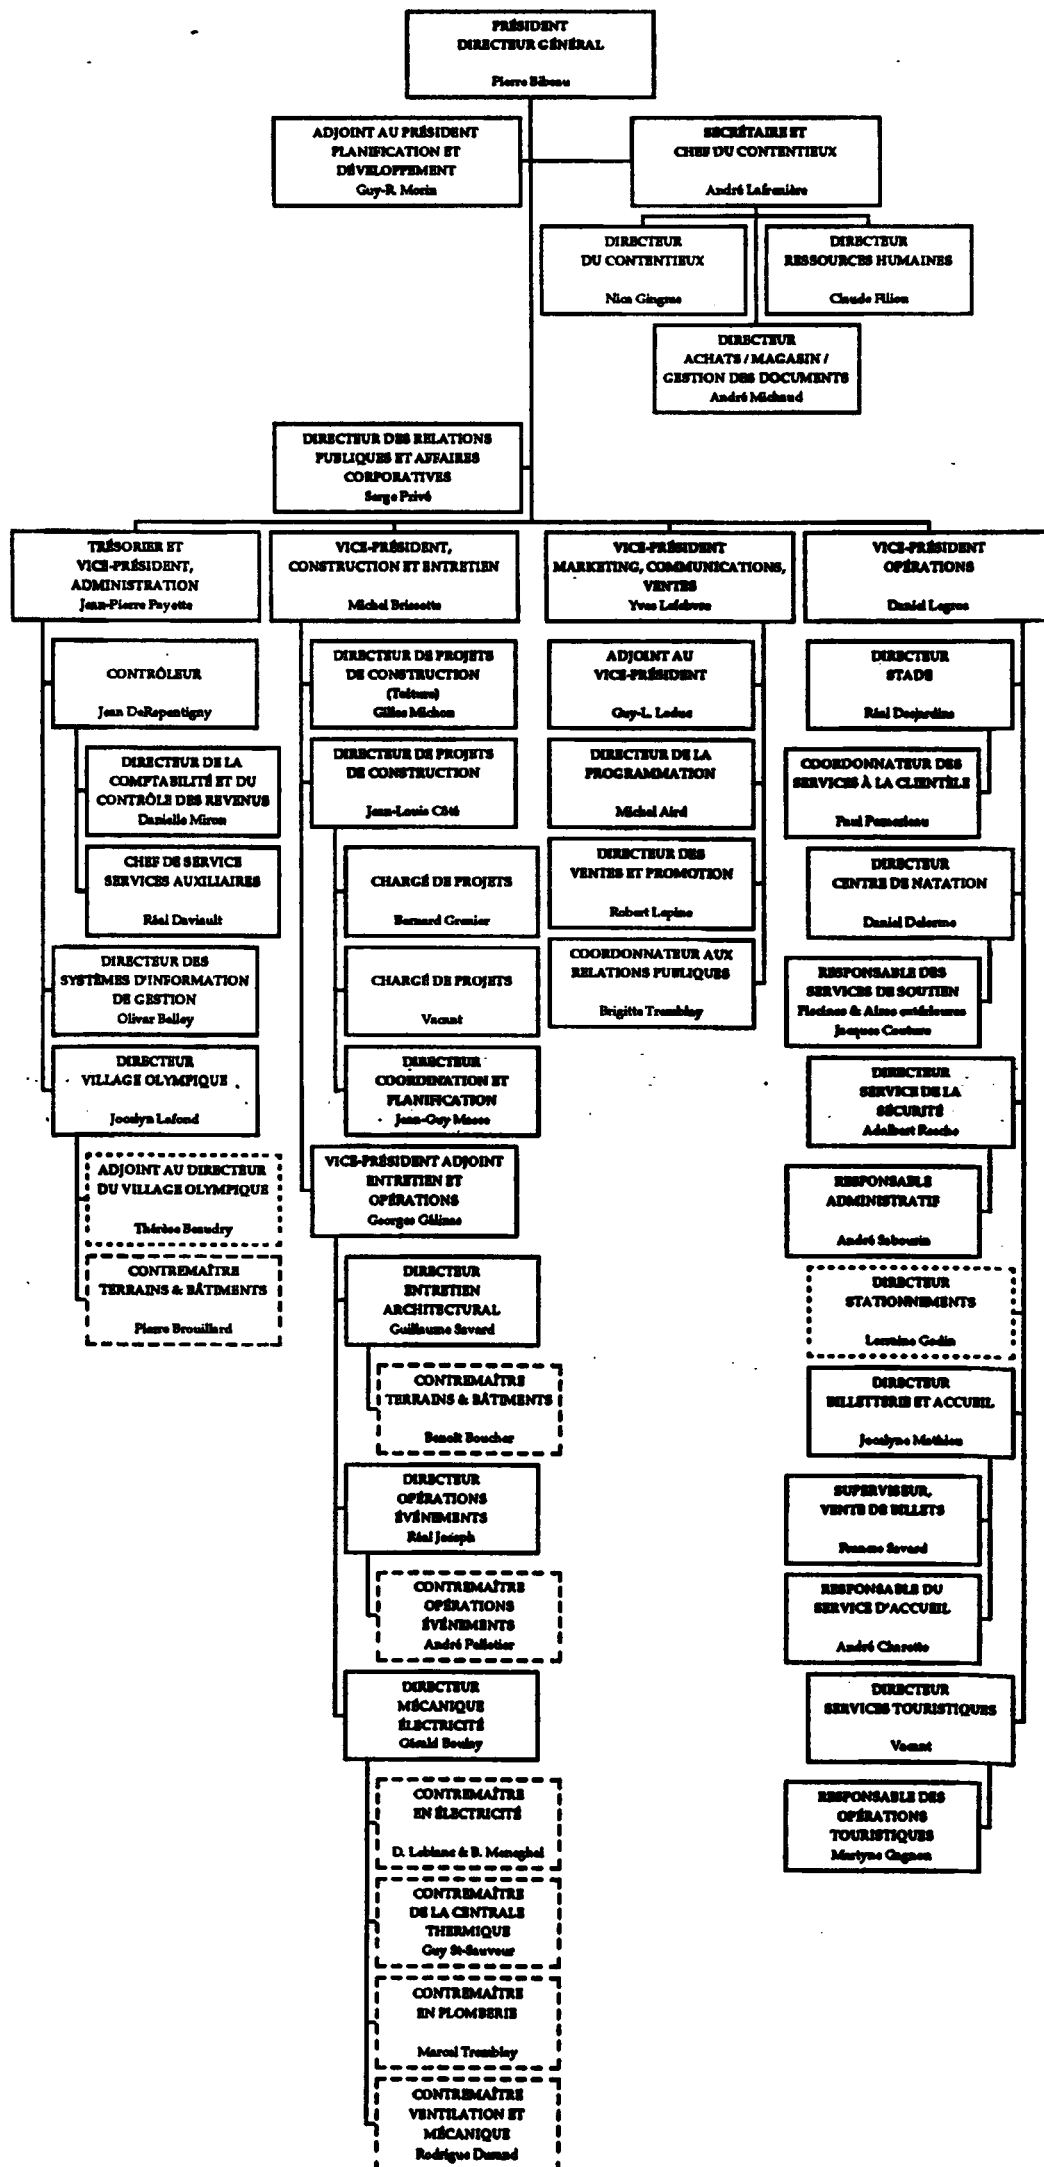 PRÉSIDENT
DIRECTEUR GÉNÉRAL
Pierre Bibeau
ADJOINT AU PRÉSIDENT
PLANIFICATION ET
DÉVELOPPEMENT
Guy-R. Morin
SECRÉTAIRE ET
CHEF DU CONTENTIEUX
André Lafrenière
DIRECTEUR
DU CONTENTIEUX
DIRECTEUR
RESSOURCES HUMAINES
Claude Filion
DIRECTEUR
ACHATS / MAGASIN /
GESTION DES DOCUMENTS
André Michaud
DIRECTEUR DES RELATIONS
PUBLIQUES ET AFFAIRES
CORPORATIVES
Serge Privé
TRÉSORIER ET
VICE-PRÉSIDENT,
ADMINISTRATION
Jean-Pierre Payette
CONTRÔLEUR
Jean DeRepentigny
DIRECTEUR DE LA
COMPTABILITÉ ET DU
CONTRÔLE DES REVENUS
Danielle Miron
CHEF DE SERVICE
SERVICES AUXILIAIRES
Réal Daviault
DIRECTEUR DES
SYSTÈMES D'INFORMATION
DE GESTION
Oliver Belley
DIRECTEUR
VILLAGE OLYMPIQUE
Jocelyn Lafond
ADJOINT AU DIRECTEUR
DU VILLAGE OLYMPIQUE
Thérèse Beaudry
CONTREMAÎTRE
TERRAINS & BÂTIMENTS
Pierre Brouillard
VICE-PRÉSIDENT,
CONSTRUCTION ET ENTRETIEN
Michel Brissette
DIRECTEUR DE PROJETS
DE CONSTRUCTION
(Toiture)
Gilles Michon
DIRECTEUR DE PROJETS
DE CONSTRUCTION
Jean-Louis Côté
CHARGÉ DE PROJETS
Bernard Grenier
CHARGÉ DE PROJETS
Vacant
DIRECTEUR
COORDINATION ET
PLANIFICATION
Jean-Guy Masse
VICE-PRÉSIDENT ADJOINT
ENTRETIEN ET
OPÉRATIONS
Georges Gélinas
DIRECTEUR
ENTRETIEN
ARCHITECTURAL
Guillaume Savard
CONTREMAÎTRE
TERRAINS & BÂTIMENTS
Benoît Boucher
DIRECTEUR
OPÉRATIONS
ÉVÉNEMENTS
Réal Joseph
CONTREMAÎTRE
OPÉRATIONS
ÉVÉNEMENTS
André Pelletier
DIRECTEUR
MÉCANIQUE
ÉLECTRICITÉ
Gérald Boulay
CONTREMAÎTRE
EN ÉLECTRICITÉ
D. Leblanc & B. Meneghel
CONTREMAÎTRE
DE LA CENTRALE
THERMIQUE
Guy St-Sauveur
CONTREMAÎTRE
EN PLOMBERIE
Marcel Tremblay
CONTREMAÎTRE
VENTILATION ET
MÉCANIQUE
Rodrigue Durand
VICE-PRÉSIDENT
MARKETING, COMMUNICATIONS,
VENTES
Yves Lefebvre
ADJOINT AU
VICE-PRÉSIDENT
Guy-L. Leduc
DIRECTEUR DE LA
PROGRAMMATION
Michel Aird
DIRECTEUR DES
VENTES ET PROMOTION
Robert Lepine
COORDONNATEUR AUX
RELATIONS PUBLIQUES
Brigitte Tremblay
VICE-PRÉSIDENT
OPÉRATIONS
Daniel Legros
DIRECTEUR
STADE
Réal Desjardins
COORDONNATEUR DES
SERVICES À LA CLIENTÈLE
Paul Pomerleau
DIRECTEUR
CENTRE DE NATATION
Daniel Delorme
RESPONSABLE DES
SERVICES DE SOUTIEN
Piscines & Aires extérieures
Jacques Couture
DIRECTEUR
SERVICE DE LA
SÉCURITÉ
Adalbert
RESPONSABLE
ADMINISTRATIF
André Sabourin
DIRECTEUR
STATIONNEMENTS
Lorraine Godin
DIRECTEUR
BILLETTERIE ET ACCUEIL
Jocelyne Mathieu
SUPERVISEUR,
VENTE DE BILLETS
Savard
RESPONSABLE DU
SERVICE D'ACCUEIL
André Charette
DIRECTEUR
SERVICES TOURISTIQUES
Vacant
RESPONSABLE DES
OPÉRATIONS
TOURISTIQUES
Martyne Gagnon